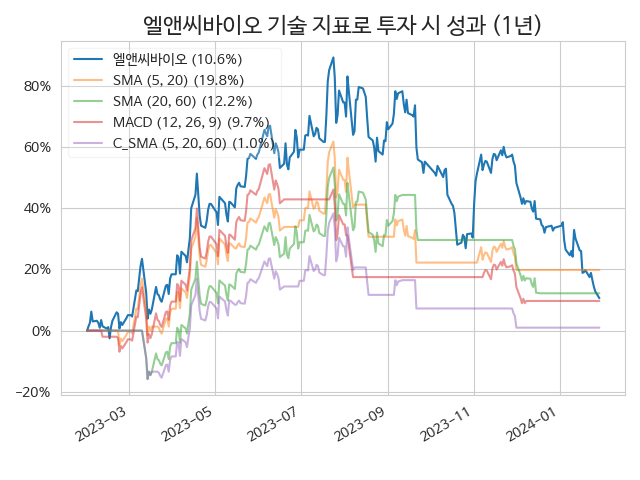 엘앤씨바이오 기술 지표로 투자 시 성과 (1년)
엘앤씨바이오 (10.6%)
SMA (5, 20) (19.8%)
SMA (20, 60) (12.2%)
MACD (12, 26, 9) (9.7%)
C_SMA (5, 20, 60) (1.0%)
80%
60%
40%
20%
0%
−20%
2023−03
2023−05
2023−07
2023−09
2023−11
2024−01